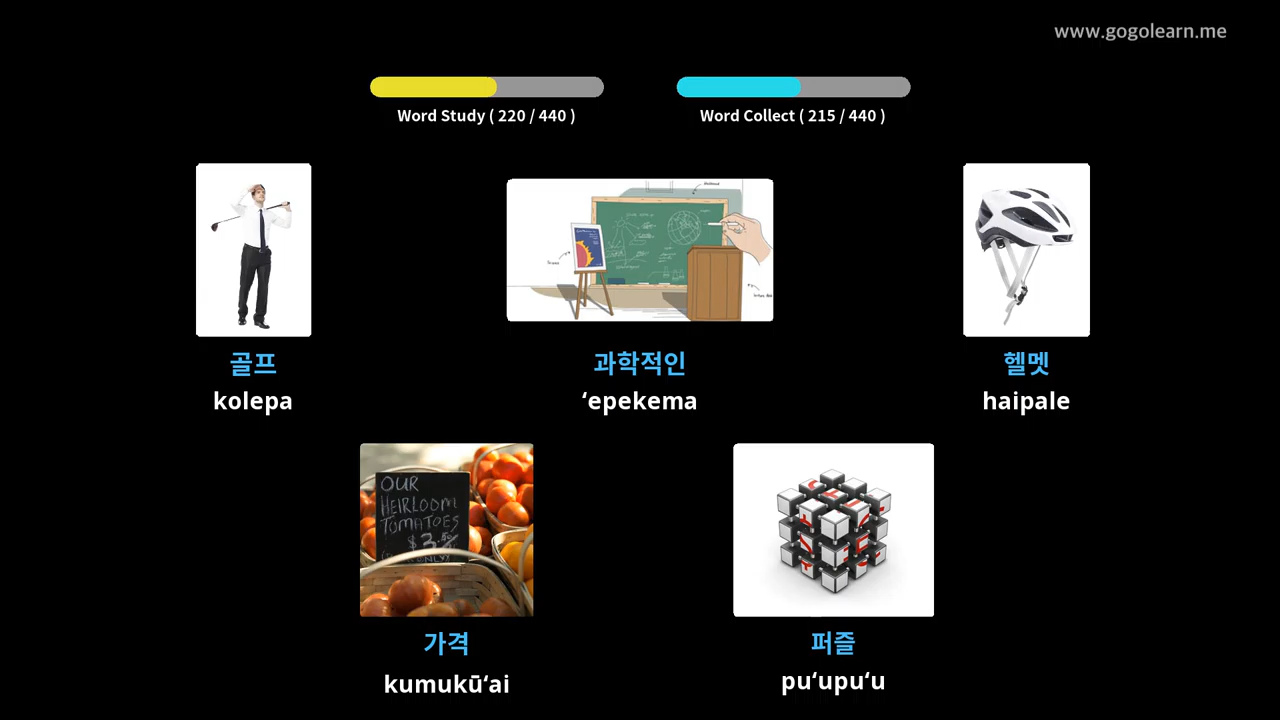 www.gogolearn.me
Word Study ( 220 / 440 )
Word Collect ( 215 / 440 )
골프
kolepa
과학적인
ʻepekema
헬멧
haipale
OUR
HEIRLOOM
TOMATOES
가격
kumukūʻai
퍼즐
puʻupuʻu